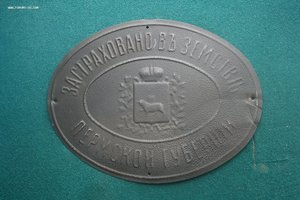 ЗАСТРАХОВАНО ВЪ ЗЕМСТВѢ
ПЕРМСКОЙ ГУБЕРНІИ